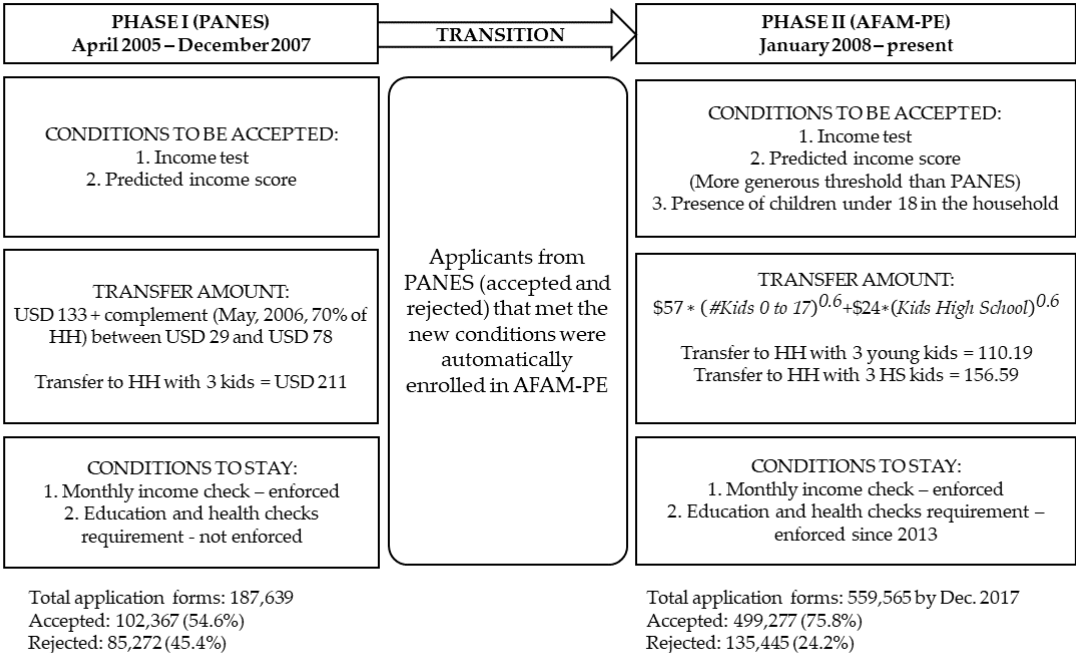 PHASE I (PANES)
April 2005 – December 2007
TRANSITION
PHASE II (AFAM-PE)
January 2008 – present
CONDITIONS TO BE ACCEPTED:
1. Income test
2. Predicted income score
TRANSFER AMOUNT:
USD 133 + complement (May, 2006, 70% of
HH) between USD 29 and USD 78
Transfer to HH with 3 kids = USD 211
CONDITIONS TO STAY:
1. Monthly income check – enforced
2. Education and health checks
requirement - not enforced
Total application forms: 187,639
Accepted: 102,367 (54.6%)
Rejected: 85,272 (45.4%)
Applicants from
PANES (accepted and
rejected) that met the
new conditions were
automatically
enrolled in AFAM-PE
CONDITIONS TO BE ACCEPTED:
1. Income test
2. Predicted income score
(More generous threshold than PANES)
3. Presence of children under 18 in the household
TRANSFER AMOUNT:
$57 * (#Kids 0 to 17)^0.6+$24*(Kids High School)^0.6
Transfer to HH with 3 young kids = 110.19
Transfer to HH with 3 HS kids = 156.59
CONDITIONS TO STAY:
1. Monthly income check – enforced
2. Education and health checks requirement –
enforced since 2013
Total application forms: 559,565 by Dec. 2017
Accepted: 499,277 (75.8%)
Rejected: 135,445 (24.2%)